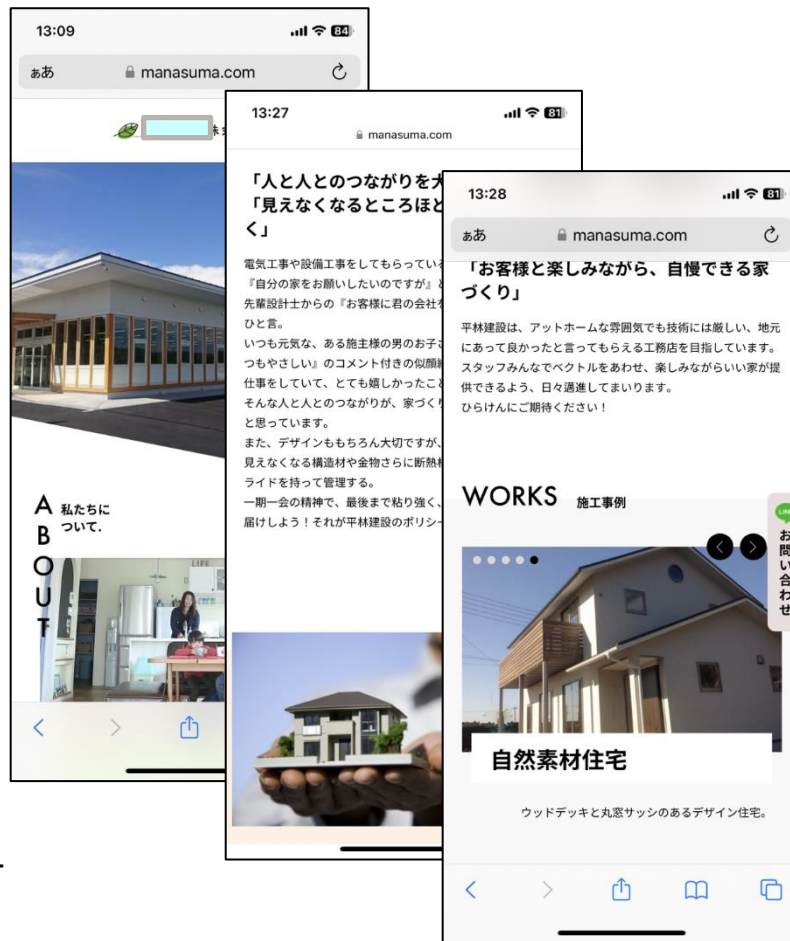 13:09
84
ぁあ
manasuma.com
A 私たちに
B ついて.
O
U
T
LIFE
13:27
81
manasuma.com
「人と人とのつながりを大
「見えなくなるところほど
く」
電気工事や設備工事をしてもらっている
『自分の家をお願いしたいのですが』と
先輩設計士からの『お客様に君の会社を
ひと言。
いつも元気な、ある施主様の男のお子さ
つもやさしい』のコメント付きの似顔絵
仕事をしていて、とても嬉しかったこと
そんな人と人とのつながりが、家づくり
と思っています。
また、デザインももちろん大切ですが、
見えなくなる構造材や金物さらに断熱材
ライドを持って管理する。
一期一会の精神で、最後まで粘り強く、
届けしよう！それが平林建設のポリシー
13:28
81
ぁあ
manasuma.com
「お客様と楽しみながら、自慢できる家
づくり」
平林建設は、アットホームな雰囲気でも技術には厳しい、地元
にあって良かったと言ってもらえる工務店を目指しています。
スタッフみんなでベクトルをあわせ、楽しみながらいい家が提
供できるよう、日々邁進してまいります。
ひらけんにご期待ください！
WORKS 施工事例
LINE
お問い合わせ
自然素材住宅
ウッドデッキと丸窓サッシのあるデザイン住宅。